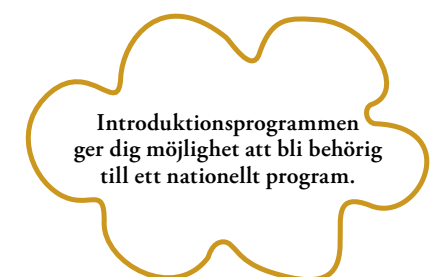 Introduktionsprogrammen
ger dig möjlighet att bli behörig
till ett nationellt program.